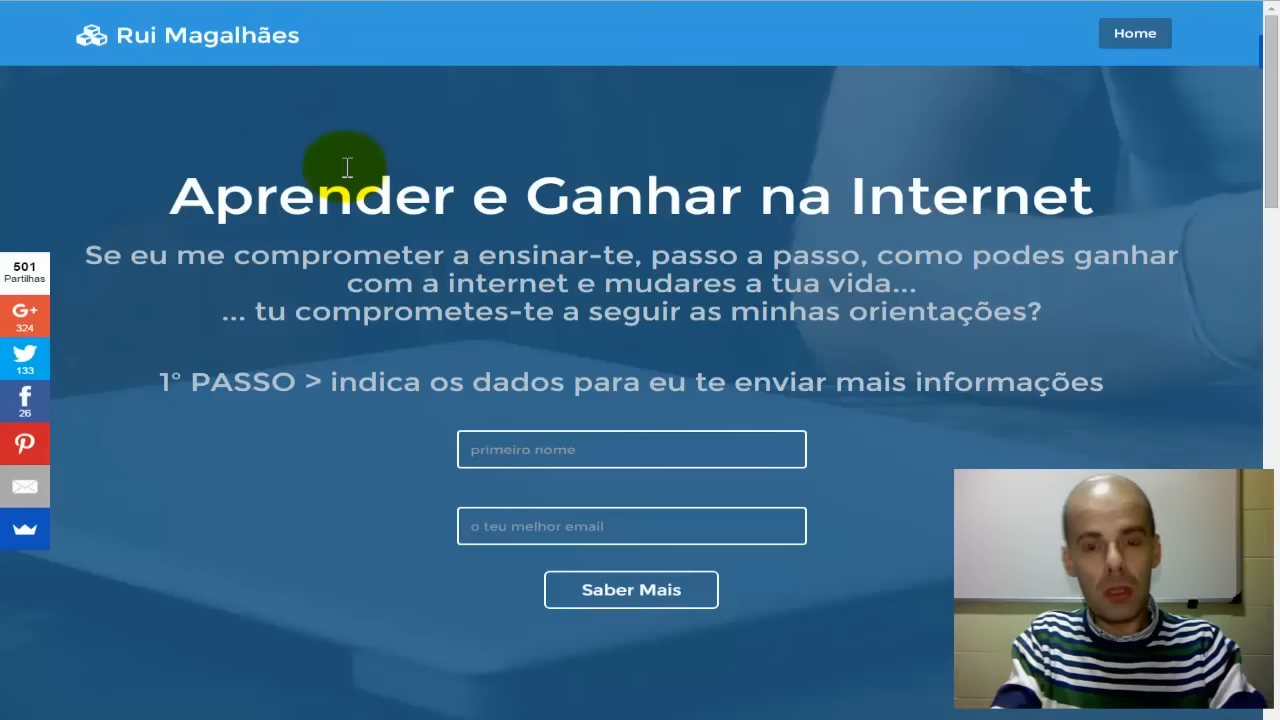 Rui Magalhães
Home
Aprender e Ganhar na Internet
Se eu me comprometer a ensinar-te, passo a passo, como podes ganhar
com a internet e mudares a tua vida...
... tu comprometes-te a seguir as minhas orientações?
1° PASSO > indica os dados para eu te enviar mais informações
primeiro nome
o teu melhor email
Saber Mais
501
Partilhas
G+
324
133
f
26